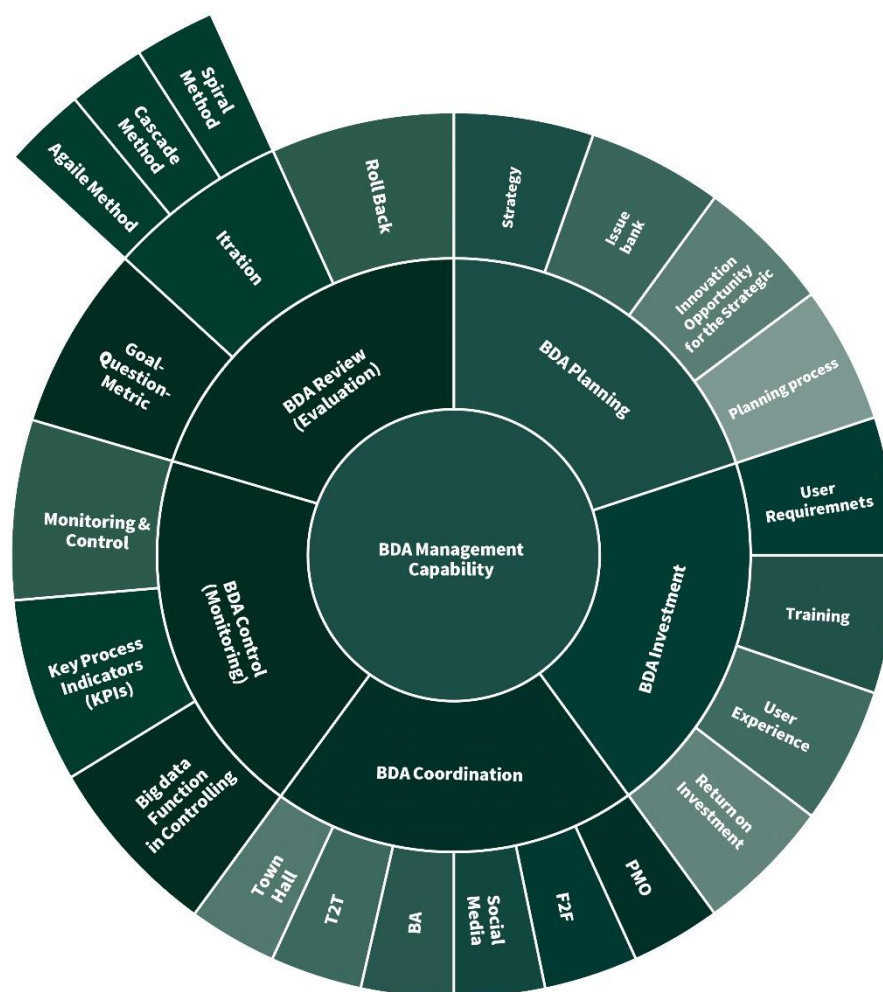 BDA Management
Capability
BDA Planning
Strategy
Issue
bank
Innovation
Opportunity
for the Strategic
Planning process
BDA Investment
User
Requiremnets
Training
User
Experience
Return on
Investment
BDA Coordination
PMO
F2F
Social
Media
BA
T2T
Town
Hall
BDA Control
(Monitoring)
Big data
Function
in Controlling
Key Process
Indicators
(KPIs)
Monitoring &
Control
BDA Review
(Evaluation)
Goal-
Question-
Metric
Itration
Agaile Method
Cascade
Method
Spiral
Method
Roll Back